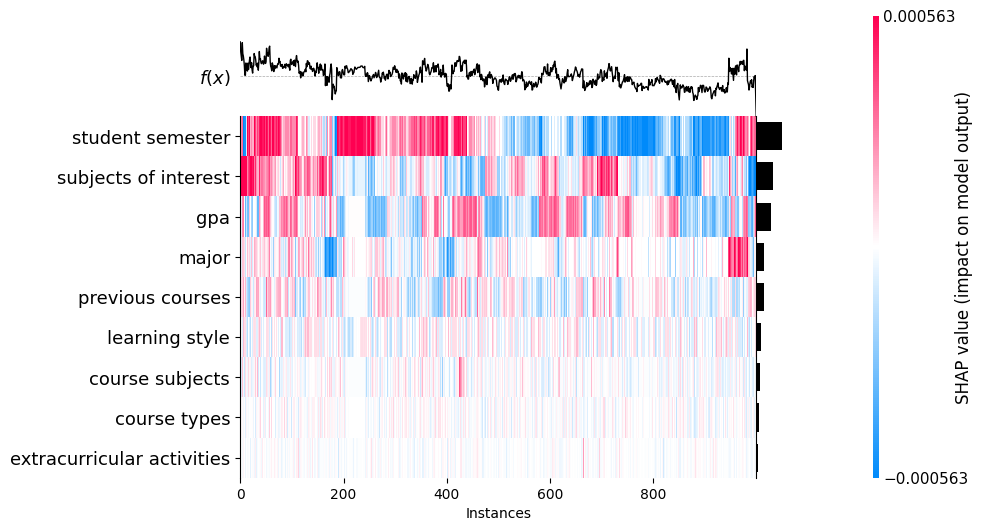 0.000563
f(x)
student semester
subjects of interest
gpa
major
previous courses
learning style
course subjects
course types
extracurricular activities
0 200 400 600 800
Instances
SHAP value (impact on model output)
−0.000563